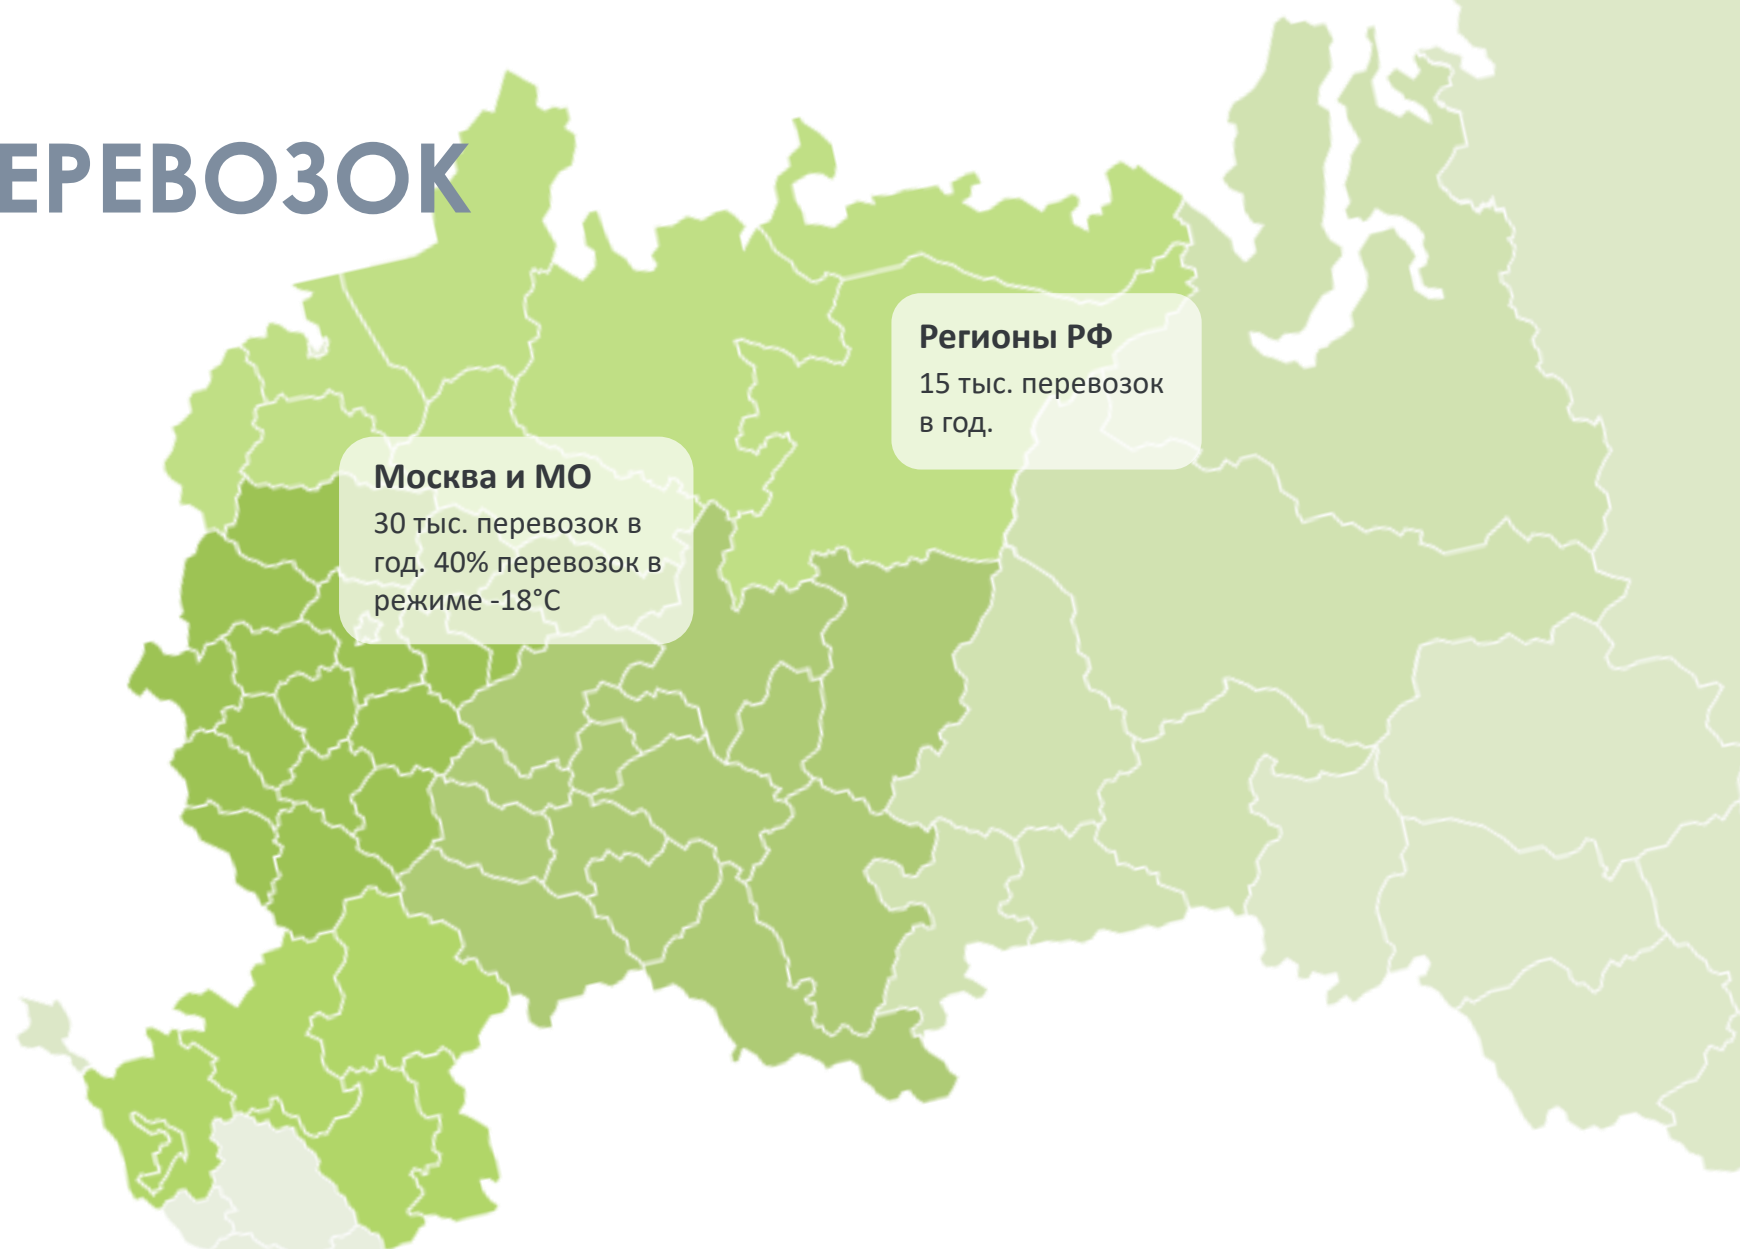 ЕРЕВОЗОК
Регионы РФ
15 тыс. перевозок
в год.
Москва и МО
30 тыс. перевозок в
год. 40% перевозок в
режиме -18°C